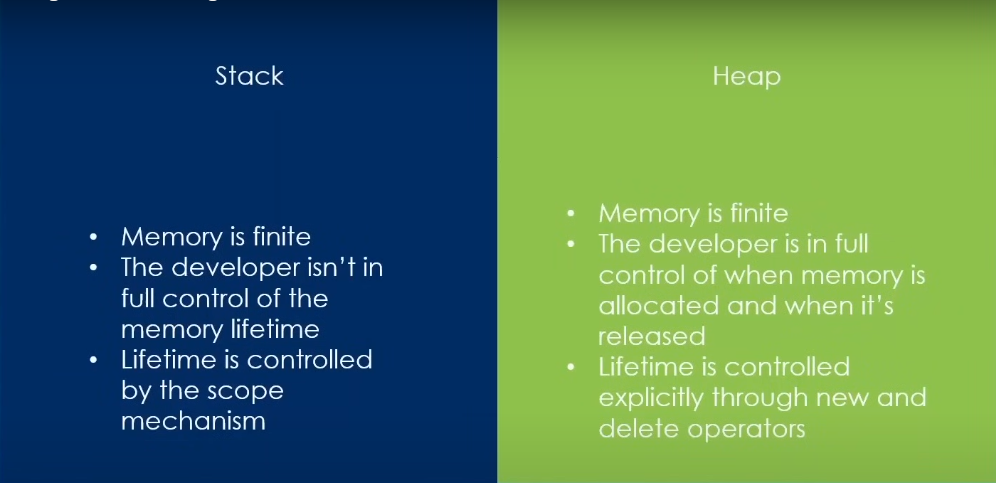 Stack
• Memory is finite
• The developer isn't in
full control of the
memory lifetime
• Lifetime is controlled
by the scope
mechanism
Heap
• Memory is finite
• The developer is in full
control of when memory is
allocated and when it's
released
• Lifetime is controlled
explicitly through new and
delete operators